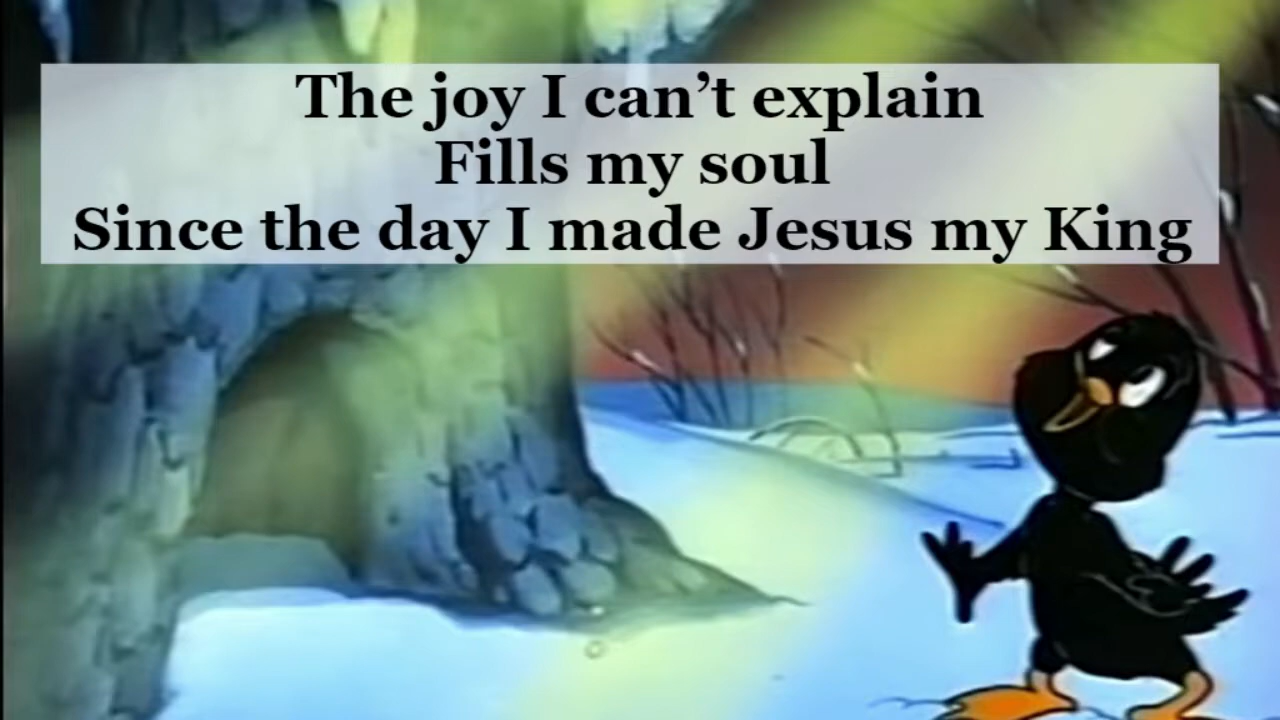 The joy I can’t explain
Fills my soul
Since the day I made Jesus my King